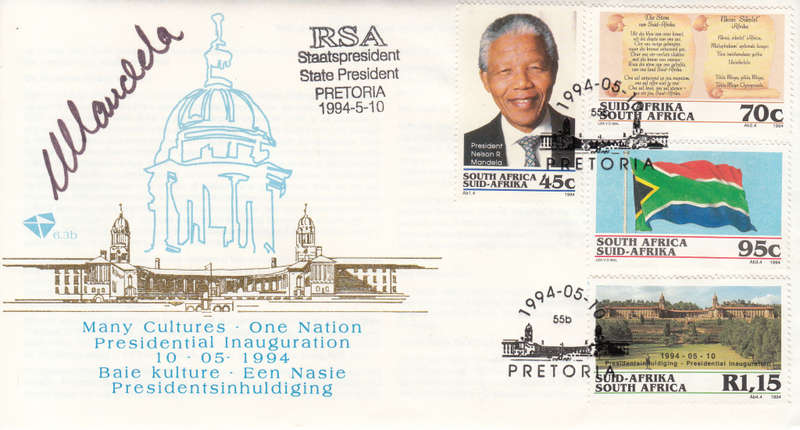 Mandela
RSA
Staatspresident
State President
PRETORIA
1994-5-10
6.3b
Many Cultures · One Nation
Presidential Inauguration
10 - 05 - 1994
Baie kulture · Een Nasie
Presidentsinhuldiging
President
Nelson R
Mandela
SOUTH AFRICA
SUID-AFRIKA 45c
1994
Die Stem
van Suid-Afrika
Nkosi Sikelel'
iAfrika
SUID-AFRIKA
SOUTH AFRICA 70c
1994
1994-05-10
55b
PRETORIA
SOUTH AFRICA
SUID-AFRIKA 95c
1994
1994 - 05 - 10
Presidentsinhuldiging - Presidential Inauguration
SUID-AFRIKA
SOUTH AFRICA R1,15
1994
1994-05-10
55b
PRETORIA